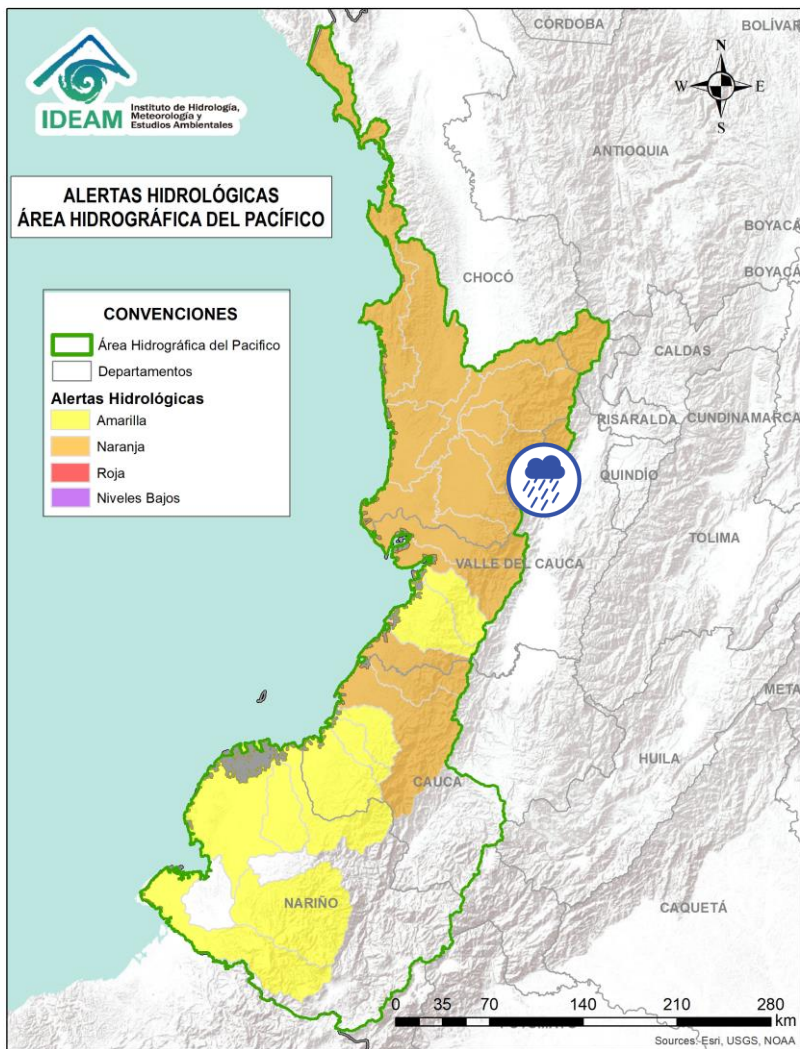 CÓRDOBA
BOLÍVAR
N
W
E
S
IDEAM
Instituto de Hidrología,
Meteorología y
Estudios Ambientales
ANTIOQUIA
ALERTAS HIDROLÓGICAS
ÁREA HIDROGRÁFICA DEL PACÍFICO
BOYACÁ
BOYACÁ
CHOCÓ
CONVENCIONES
Área Hidrográfica del Pacifico
Departamentos
Alertas Hidrológicas
Amarilla
Naranja
Roja
Niveles Bajos
CALDAS
RISARALDA
CUNDINAMARCA
QUINDÍO
TOLIMA
VALLE DEL CAUCA
META
HUILA
CAUCA
NARIÑO
CAQUETÁ
0 35 70 140 210 280
km
Sources: Esri, USGS, NOAA